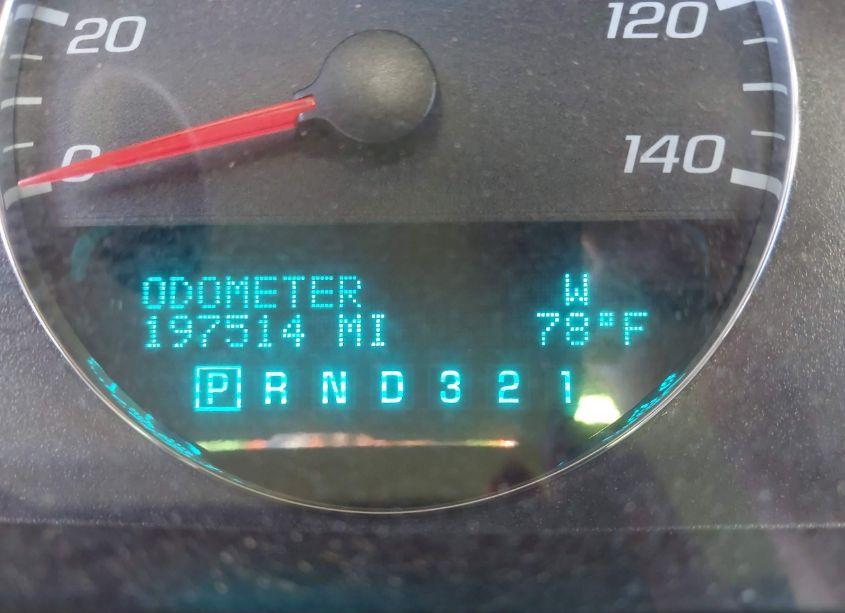 20 120
0 140
ODOMETER W
197514 MI 78°F
P R N D 3 2 1